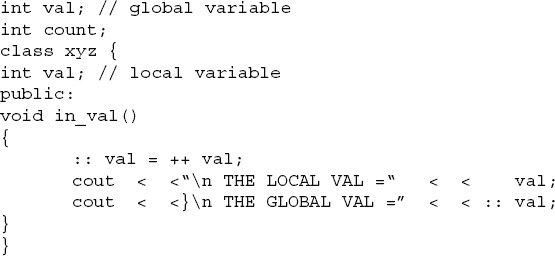 int val; // global variable
int count;
class xyz {
int val; // local variable
public:
void in_val()
{
:: val = ++ val;
cout < <“\n THE LOCAL VAL =“ < < val;
cout < <}\n THE GLOBAL VAL =” < < :: val;
}
}